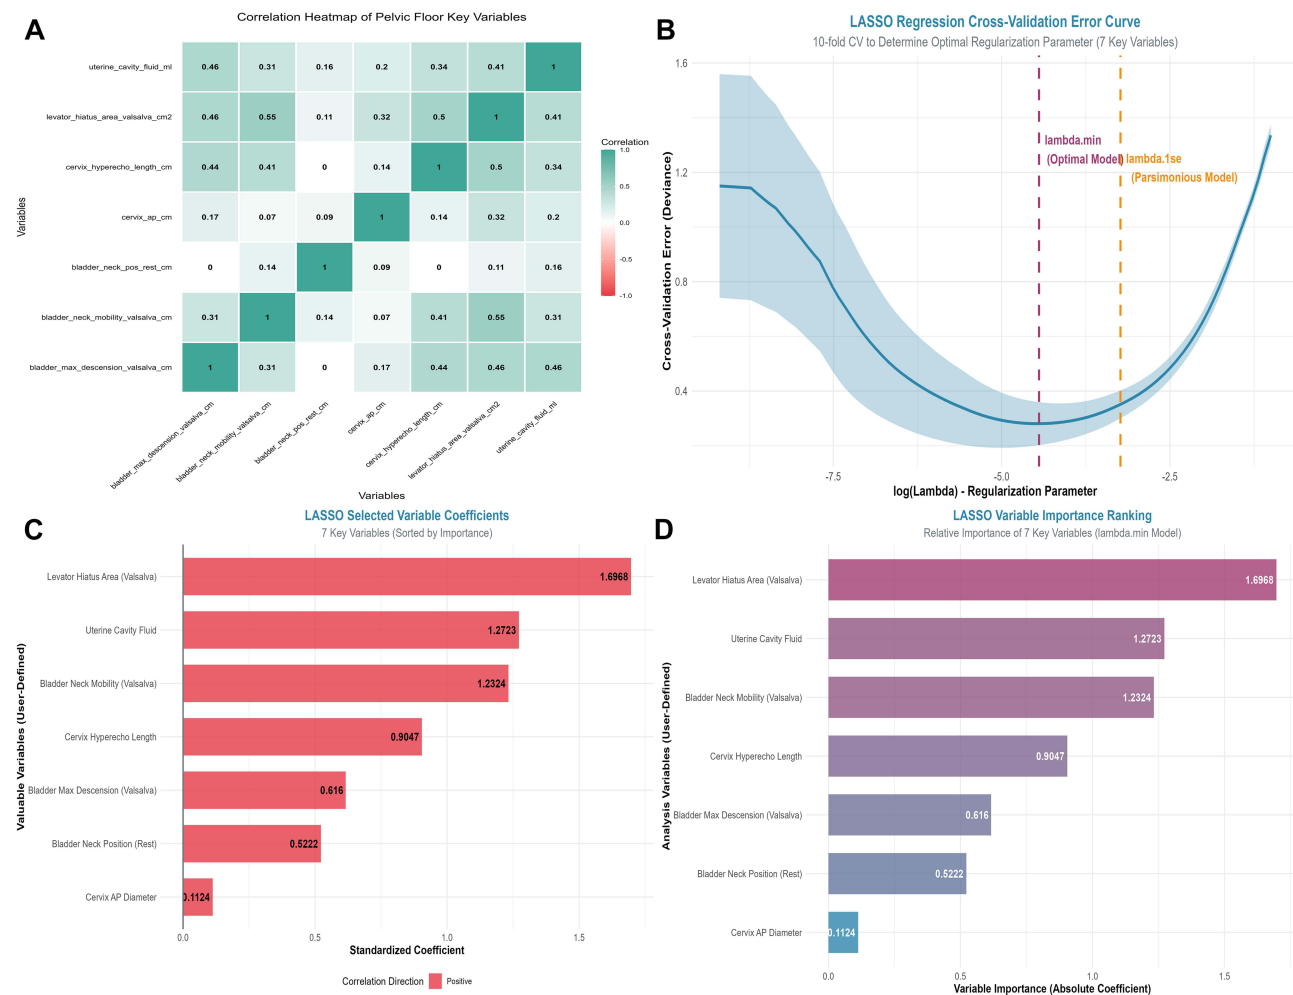 A
Correlation Heatmap of Pelvic Floor Key Variables
Variables
uterine_cavity_fluid_ml
0.46 0.31 0.16 0.2 0.34 0.41 1
levator_hiatus_area_valsalva_cm2
0.46 0.55 0.11 0.32 0.5 1 0.41
cervix_hyperecho_length_cm
0.44 0.41 0 0.14 1 0.5 0.34
cervix_ap_cm
0.17 0.07 0.09 1 0.14 0.32 0.2
bladder_neck_pos_rest_cm
0 0.14 1 0.09 0 0.11 0.16
bladder_neck_mobility_valsalva_cm
0.31 1 0.14 0.07 0.41 0.55 0.31
bladder_max_descension_valsalva_cm
1 0.31 0 0.17 0.44 0.46 0.46
bladder_max_descension_valsalva_cm
bladder_neck_mobility_valsalva_cm
bladder_neck_pos_rest_cm
cervix_ap_cm
cervix_hyperecho_length_cm
levator_hiatus_area_valsalva_cm2
uterine_cavity_fluid_ml
Variables
Correlation
1.0
0.5
0.0
-0.5
-1.0
B
LASSO Regression Cross-Validation Error Curve
10-fold CV to Determine Optimal Regularization Parameter (7 Key Variables)
Cross-Validation Error (Deviance)
1.6
1.2
0.8
0.4
lambda.min
(Optimal Model)
lambda.1se
(Parsimonious Model)
-7.5 -5.0 -2.5
log(Lambda) - Regularization Parameter
C
LASSO Selected Variable Coefficients
7 Key Variables (Sorted by Importance)
Valuable Variables (User-Defined)
Levator Hiatus Area (Valsalva) 1.6968
Uterine Cavity Fluid 1.2723
Bladder Neck Mobility (Valsalva) 1.2324
Cervix Hyperecho Length 0.9047
Bladder Max Descension (Valsalva) 0.616
Bladder Neck Position (Rest) 0.5222
Cervix AP Diameter 0.1124
0.0 0.5 1.0 1.5
Standardized Coefficient
Correlation Direction Positive
D
LASSO Variable Importance Ranking
Relative Importance of 7 Key Variables (lambda.min Model)
Analysis Variables (User-Defined)
Levator Hiatus Area (Valsalva) 1.6968
Uterine Cavity Fluid 1.2723
Bladder Neck Mobility (Valsalva) 1.2324
Cervix Hyperecho Length 0.9047
Bladder Max Descension (Valsalva) 0.616
Bladder Neck Position (Rest) 0.5222
Cervix AP Diameter 0.1124
0.0 0.5 1.0 1.5
Variable Importance (Absolute Coefficient)